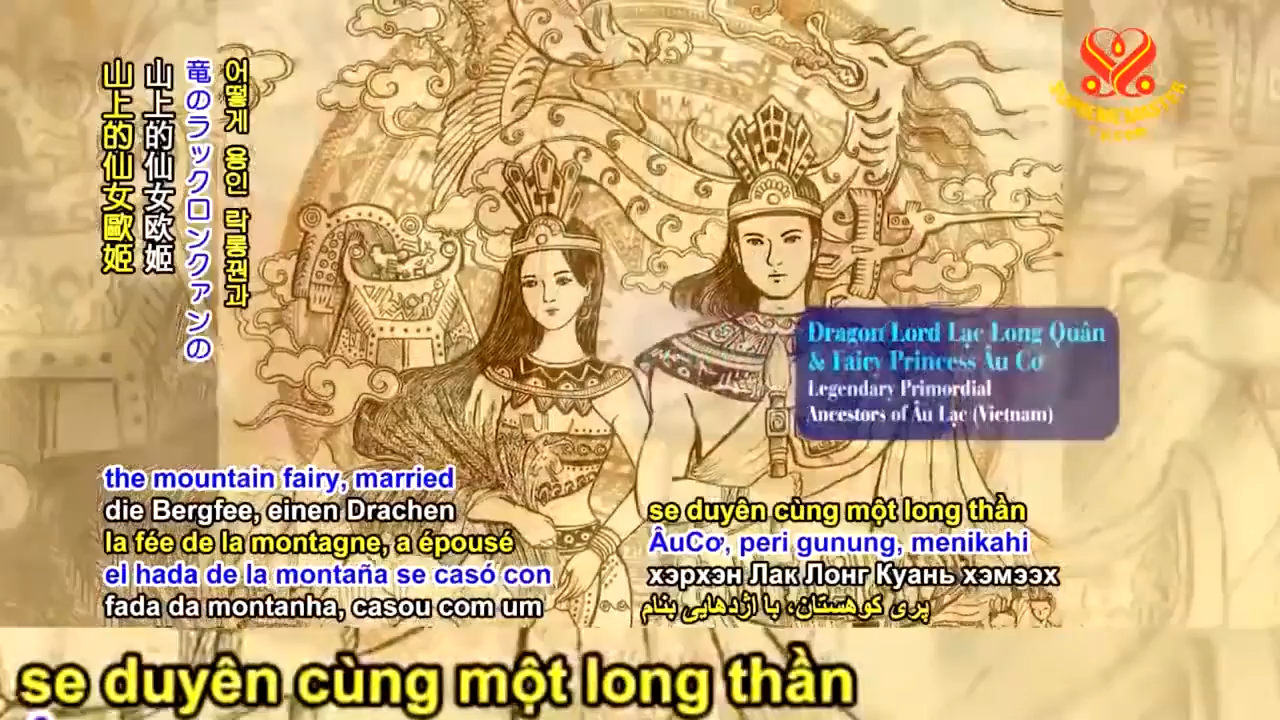 山上的仙女歐姬
山上的仙女欧姬
竜のラックロンクァンの
어떻게 용인 락롱꿘과
SUPREME MASTER
Dragon Lord Lạc Long Quân
& Fairy Princess Âu Cơ
Legendary Primordial
Ancestors of Âu Lạc (Vietnam)
the mountain fairy, married
die Bergfee, einen Drachen
la fée de la montagne, a épousé
el hada de la montaña se casó con
fada da montanha, casou com um
se duyên cùng một long thần
ÂuCơ, peri gunung, menikahi
хэрхэн Лак Лонг Куань хэмээх
پری کوهستان، با اژدهایی بنام
se duyên cùng một long thần